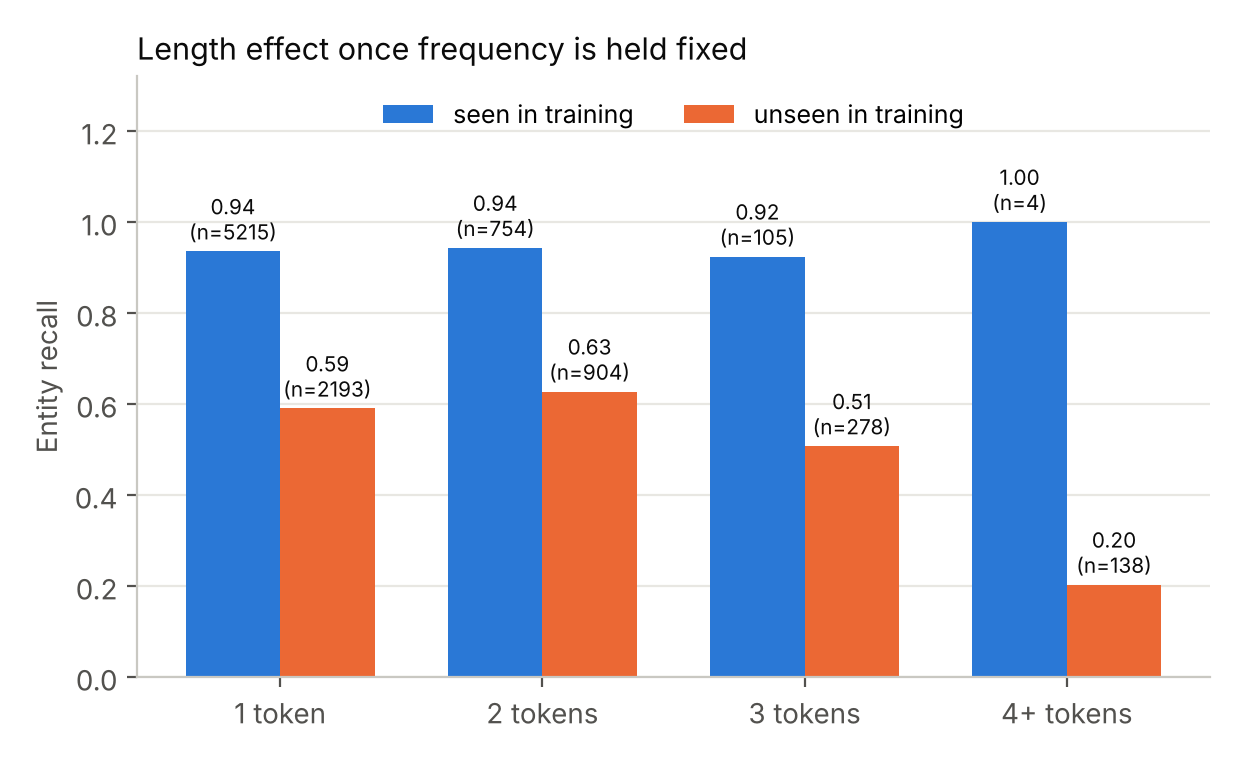 Length effect once frequency is held fixed
seen in training
unseen in training
Entity recall
1.2
1.0
0.8
0.6
0.4
0.2
0.0
0.94
(n=5215)
0.59
(n=2193)
0.94
(n=754)
0.63
(n=904)
0.92
(n=105)
0.51
(n=278)
1.00
(n=4)
0.20
(n=138)
1 token
2 tokens
3 tokens
4+ tokens